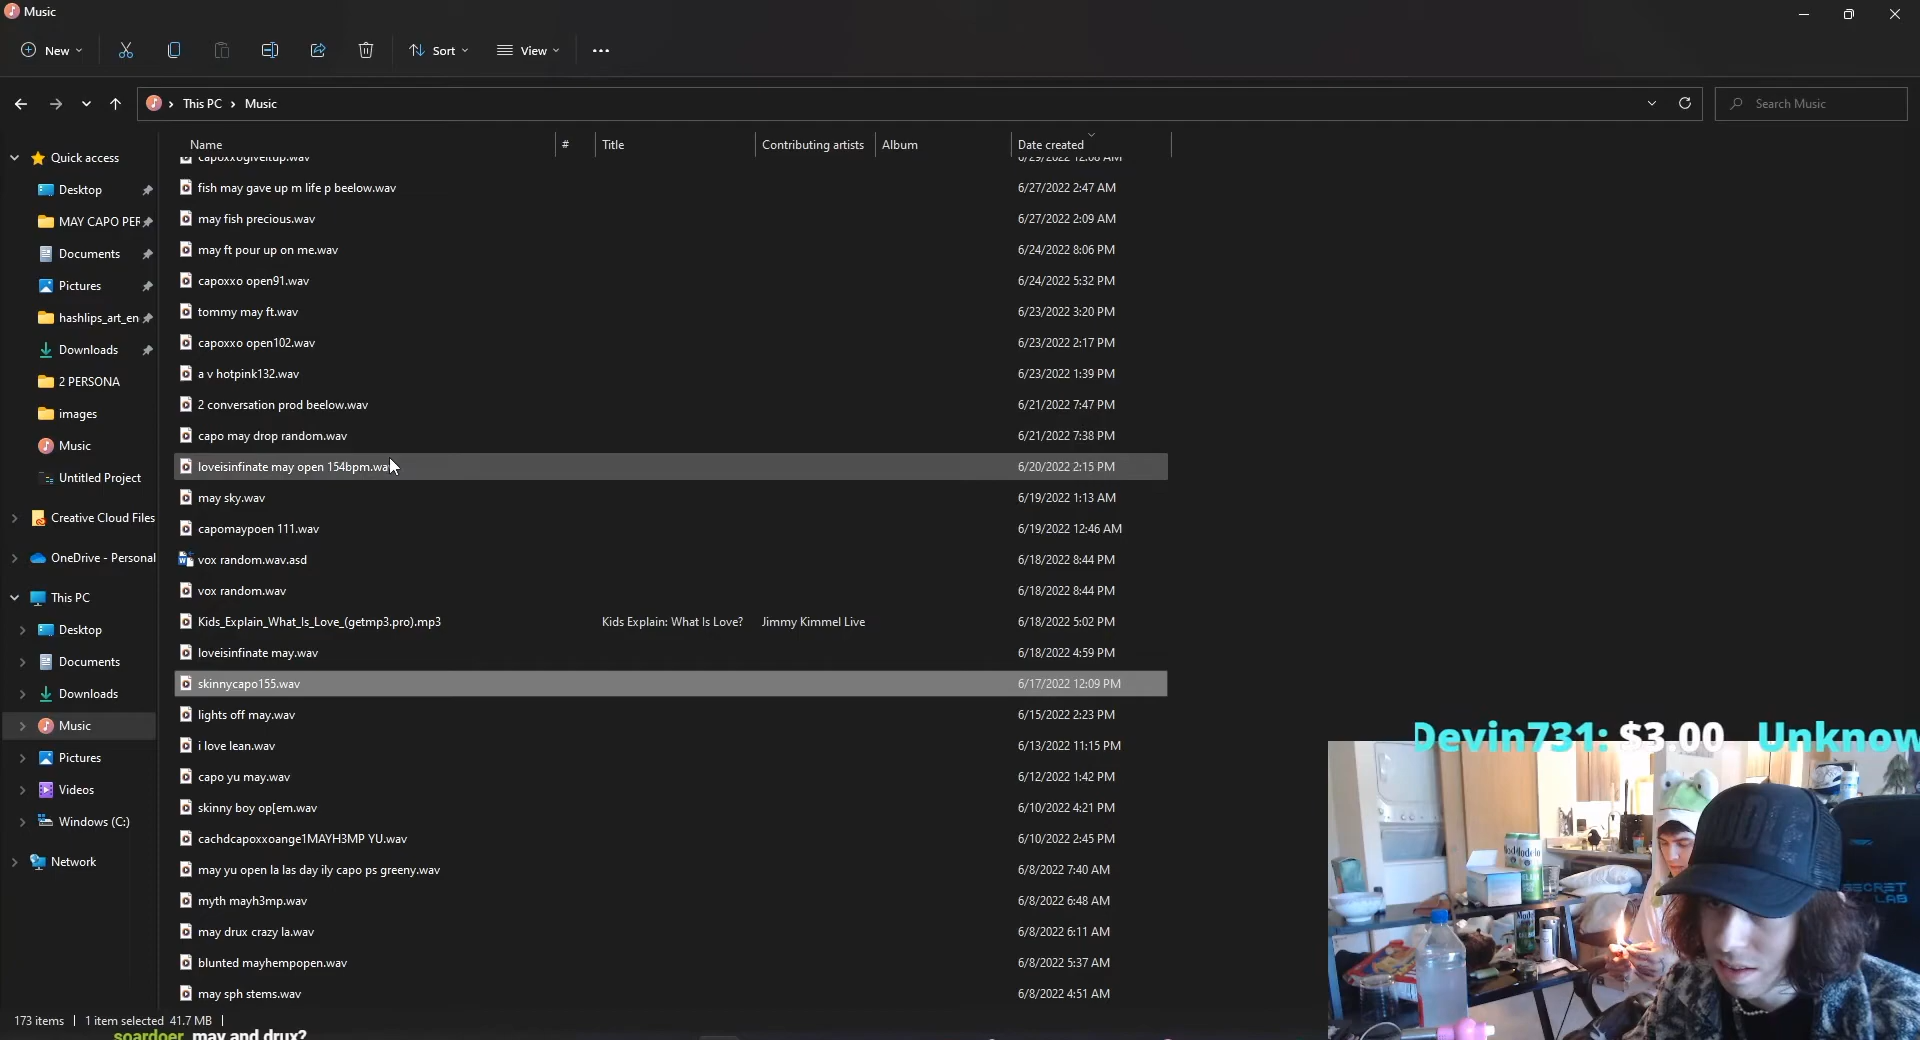 Music
New
Sort
View
This PC > Music
Search Music
Name # Title Contributing artists Album Date created
capoxxogiveitup.wav 6/29/2022 12:08 AM
fish may gave up m life p beelow.wav 6/27/2022 2:47 AM
may fish precious.wav 6/27/2022 2:09 AM
may ft pour up on me.wav 6/24/2022 8:06 PM
capoxxo open91.wav 6/24/2022 5:32 PM
tommy may ft.wav 6/23/2022 3:20 PM
capoxxo open102.wav 6/23/2022 2:17 PM
a v hotpink132.wav 6/23/2022 1:39 PM
2 conversation prod beelow.wav 6/21/2022 7:47 PM
capo may drop random.wav 6/21/2022 7:38 PM
loveisinfinate may open 154bpm.wav 6/20/2022 2:15 PM
may sky.wav 6/19/2022 1:13 AM
capomaypoen 111.wav 6/19/2022 12:46 AM
vox random.wav.asd 6/18/2022 8:44 PM
vox random.wav 6/18/2022 8:44 PM
Kids_Explain_What_Is_Love_(getmp3.pro).mp3 Kids Explain: What Is Love? Jimmy Kimmel Live 6/18/2022 5:02 PM
loveisinfinate may.wav 6/18/2022 4:59 PM
skinnycapo155.wav 6/17/2022 12:09 PM
lights off may.wav 6/15/2022 2:23 PM
i love lean.wav 6/13/2022 11:15 PM
capo yu may.wav 6/12/2022 1:42 PM
skinny boy op[em.wav 6/10/2022 4:21 PM
cachdcapoxxoange1MAYH3MP YU.wav 6/10/2022 2:45 PM
may yu open la las day ily capo ps greeny.wav 6/8/2022 7:40 AM
myth mayh3mp.wav 6/8/2022 6:48 AM
may drux crazy la.wav 6/8/2022 6:11 AM
blunted mayhempopen.wav 6/8/2022 5:37 AM
may sph stems.wav 6/8/2022 4:51 AM
Quick access
Desktop
MAY CAPO PER
Documents
Pictures
hashlips_art_en
Downloads
2 PERSONA
images
Music
Untitled Project
Creative Cloud Files
OneDrive - Personal
This PC
Desktop
Documents
Downloads
Music
Pictures
Videos
Windows (C:)
Network
Devin731: $3.00 Unknow
Modelo
SECRET
LAB
173 items 1 item selected 41.7 MB
soardoer may and drux?